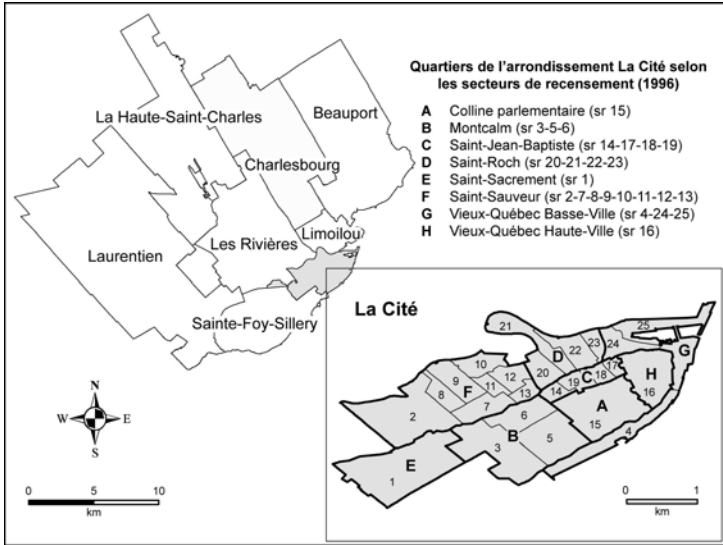 Quartiers de l'arrondissement La Cité selon
les secteurs de recensement (1996)
A Colline parlementaire (sr 15)
B Montcalm (sr 3-5-6)
C Saint-Jean-Baptiste (sr 14-17-18-19)
D Saint-Roch (sr 20-21-22-23)
E Saint-Sacrement (sr 1)
F Saint-Sauveur (sr 2-7-8-9-10-11-12-13)
G Vieux-Québec Basse-Ville (sr 4-24-25)
H Vieux-Québec Haute-Ville (sr 16)
La Haute-Saint-Charles
Beauport
Charlesbourg
Limoilou
Les Rivières
Laurentien
Sainte-Foy-Sillery
N
W E
S
0 5 10
km
La Cité
21
25
23
24
22
D
G
10
20
17
C
18
H
9
12
19
11
F
13
14
16
8
7
6
A
2
B
15
4
5
3
E
1
0 1
km